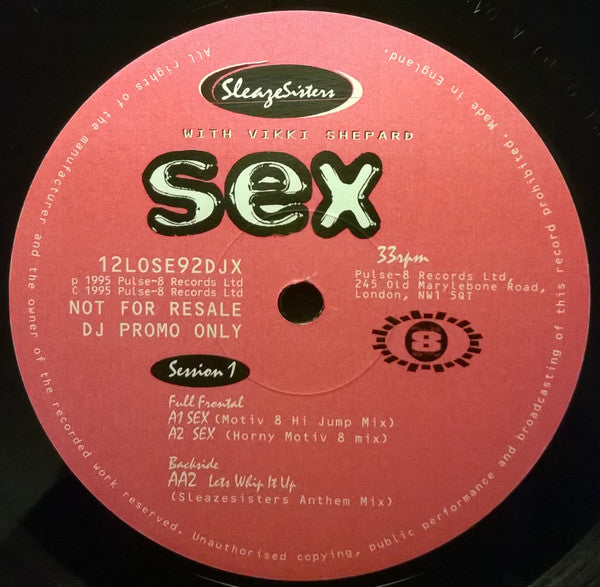 SleazeSisters
WITH VIKKI SHEPARD
sex
12LOSE92DJX
p 1995 Pulse-8 Records Ltd
C 1995 Pulse-8 Records Ltd
NOT FOR RESALE
DJ PROMO ONLY
33rpm
Pulse-8 Records Ltd,
245 Old Marylebone Road,
London, NW1 5QT
8
Session 1
Full Frontal
A1 SEX (Motiv 8 Hi Jump Mix)
A2 SEX (Horny Motiv 8 mix)
Backside
AA2 Lets Whip It Up
(Sleazesisters Anthem Mix)
All rights of the manufacturer and the owner of the recorded work reserved. Unauthorised copying, public performance and broadcasting of this record prohibited. Made in England.